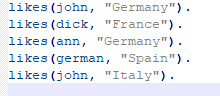 likes(john, "Germany").
likes(dick, "France").
likes(ann, "Germany").
likes(german, "Spain").
likes(john, "Italy").